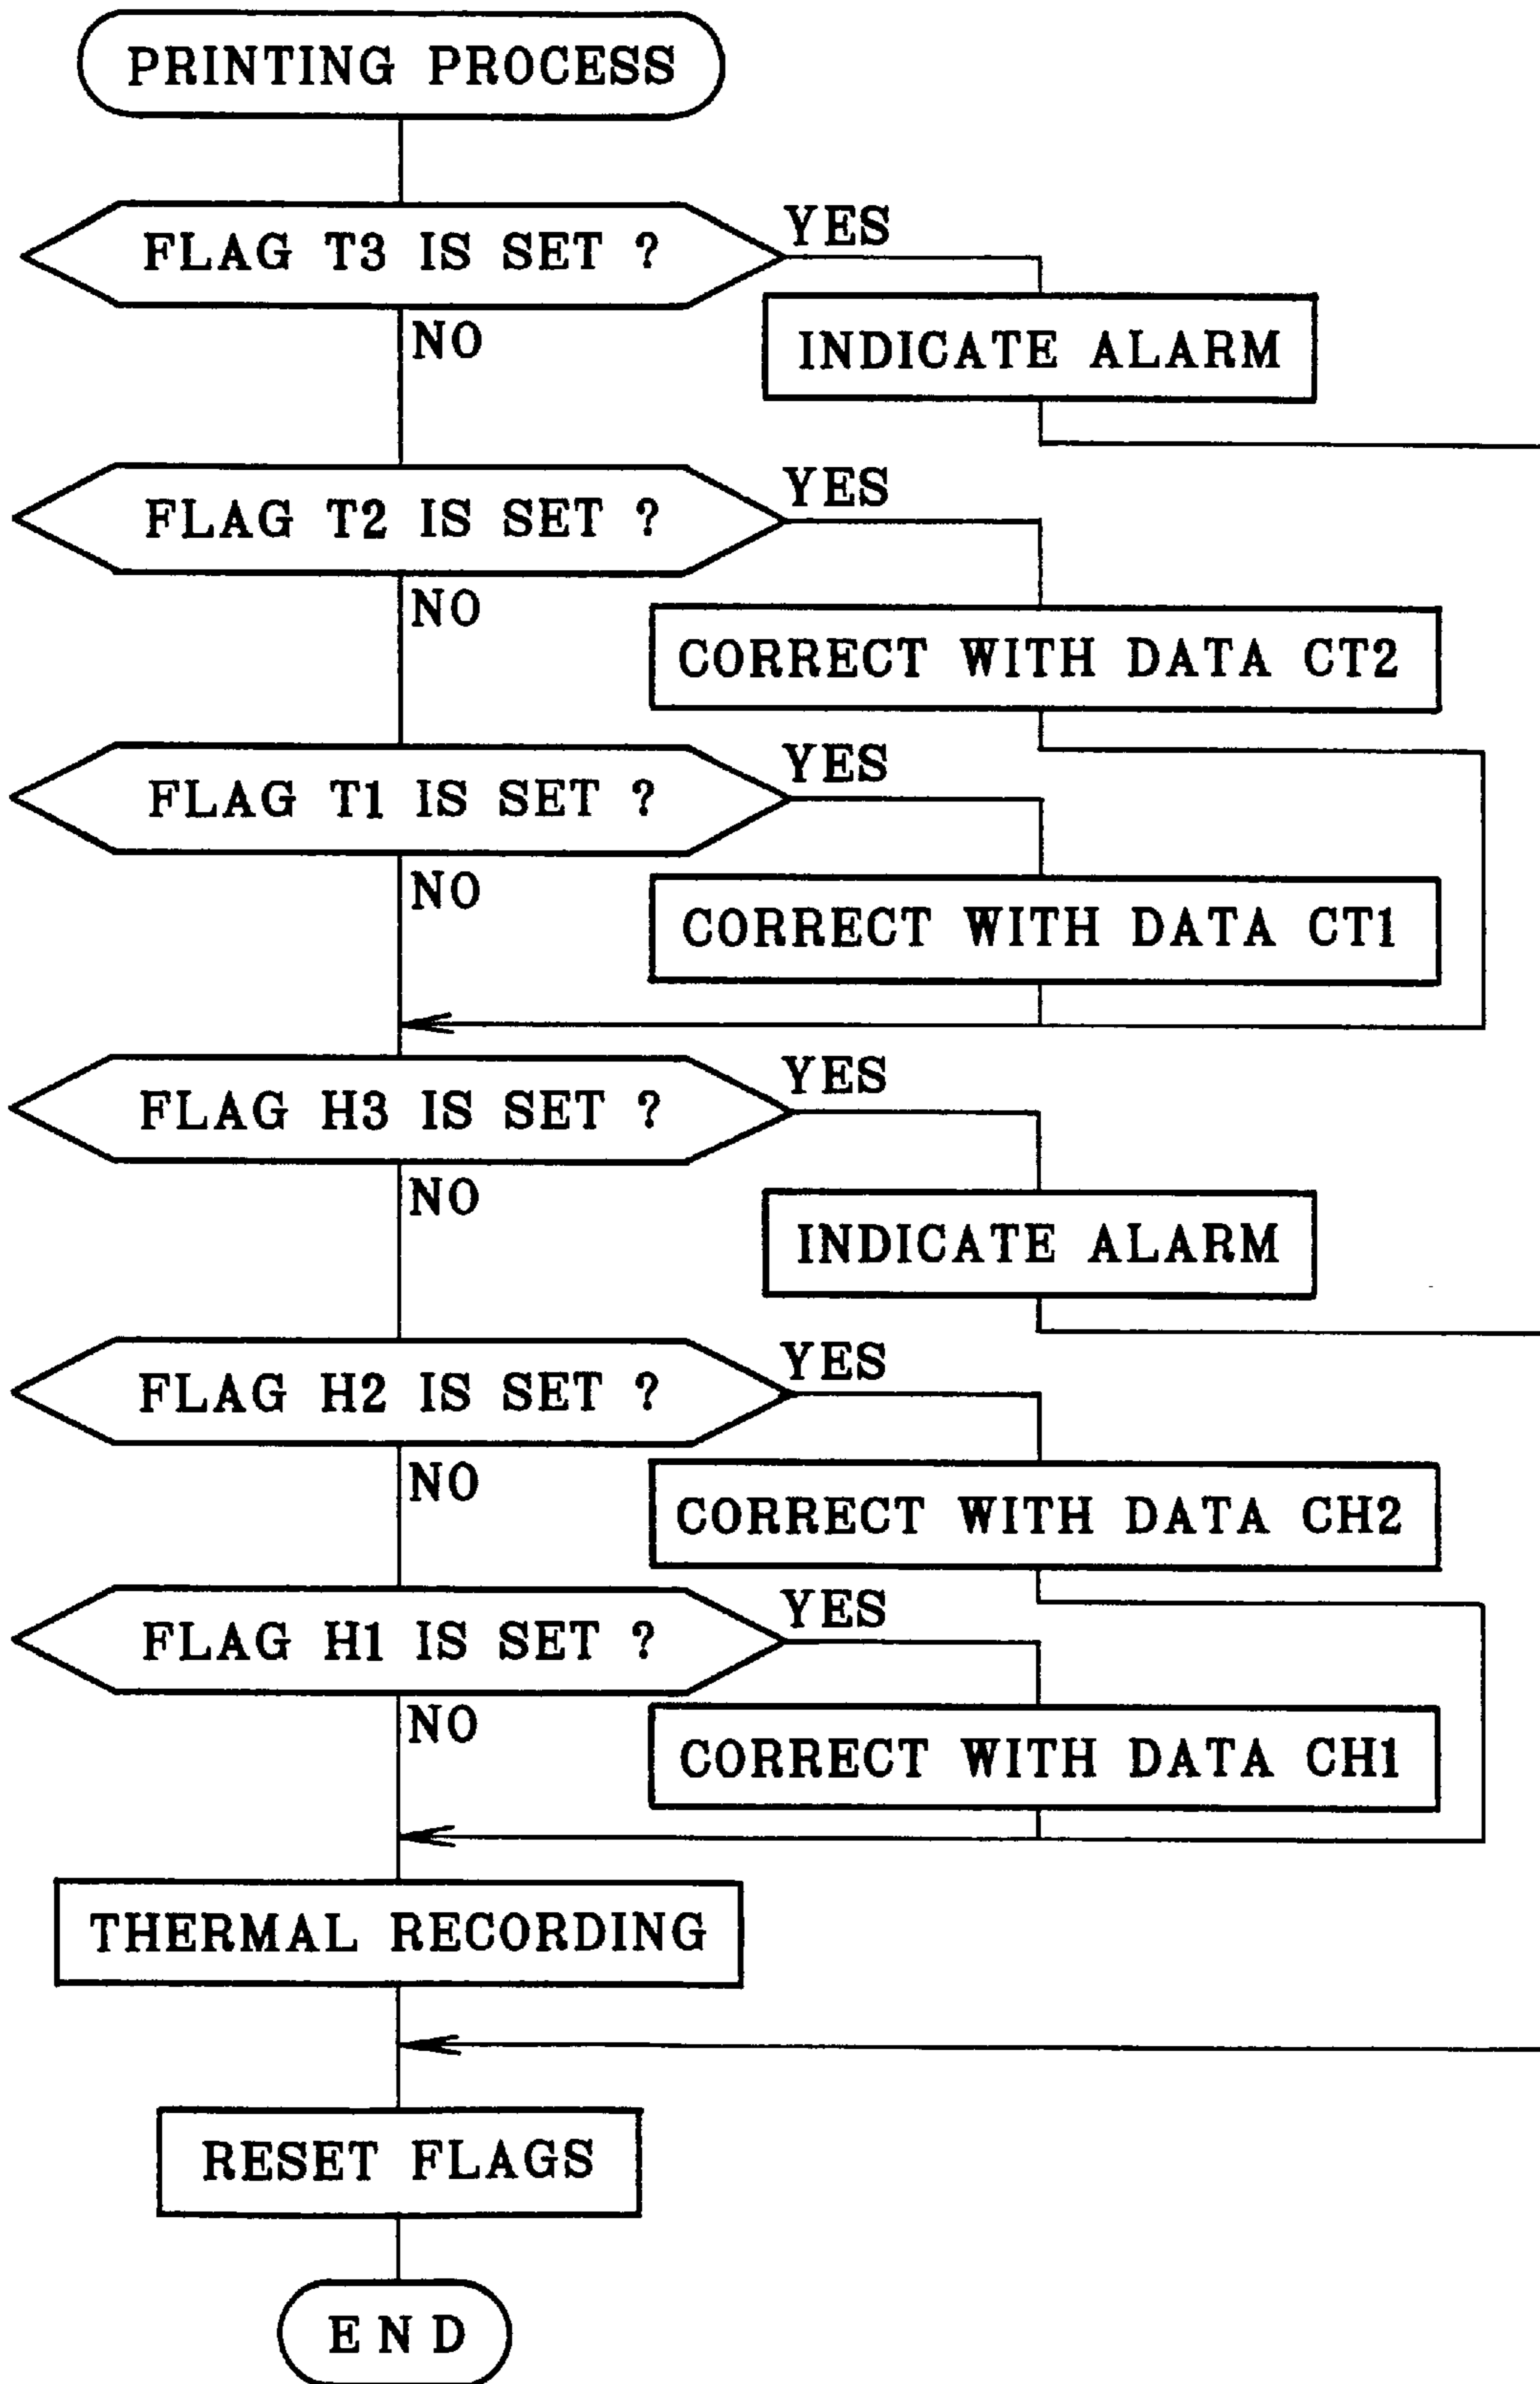 PRINTING PROCESS
FLAG T3 IS SET ?
YES
NO
INDICATE ALARM
FLAG T2 IS SET ?
YES
NO
CORRECT WITH DATA CT2
FLAG T1 IS SET ?
YES
NO
CORRECT WITH DATA CT1
FLAG H3 IS SET ?
YES
NO
INDICATE ALARM
FLAG H2 IS SET ?
YES
NO
CORRECT WITH DATA CH2
FLAG H1 IS SET ?
YES
NO
CORRECT WITH DATA CH1
THERMAL RECORDING
RESET FLAGS
END